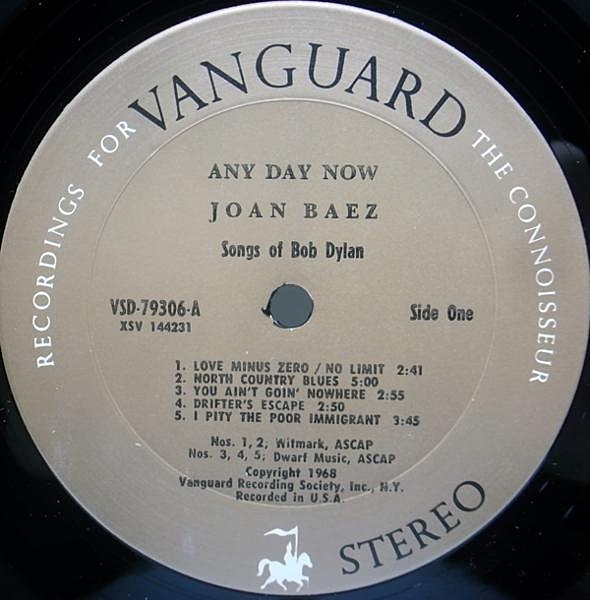 RECORDINGS FOR VANGUARD THE CONNOISSEUR
ANY DAY NOW
JOAN BAEZ
Songs of Bob Dylan
VSD-79306-A
XSV 144231
Side One
1. LOVE MINUS ZERO / NO LIMIT 2:41
2. NORTH COUNTRY BLUES 5:00
3. YOU AIN'T GOIN' NOWHERE 2:55
4. DRIFTER'S ESCAPE 2:50
5. I PITY THE POOR IMMIGRANT 3:45
Nos. 1, 2; Witmark, ASCAP
Nos. 3, 4, 5; Dwarf Music, ASCAP
Copyright 1968
Vanguard Recording Society, Inc., N.Y.
Recorded in U.S.A.
STEREO